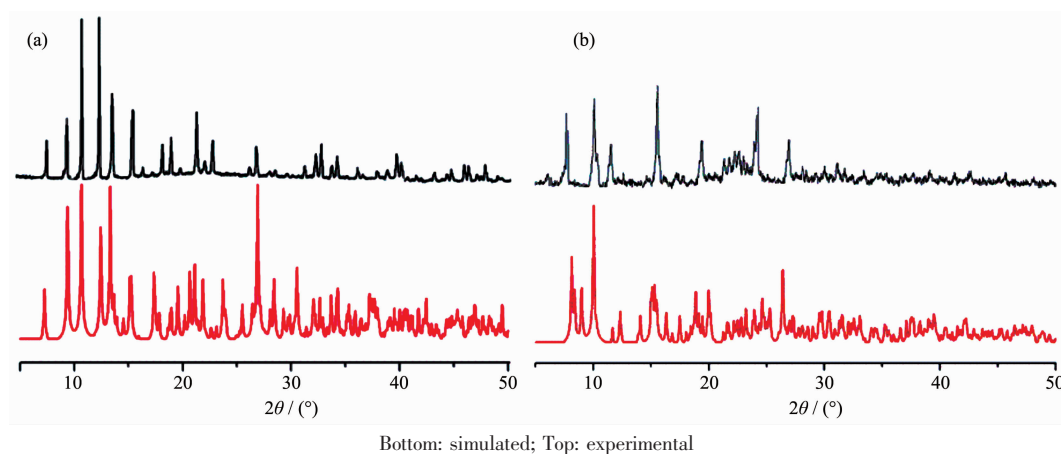 (a)
(b)
10 20 30 40 50
10 20 30 40 50
2θ / (°)
2θ / (°)
Bottom: simulated; Top: experimental